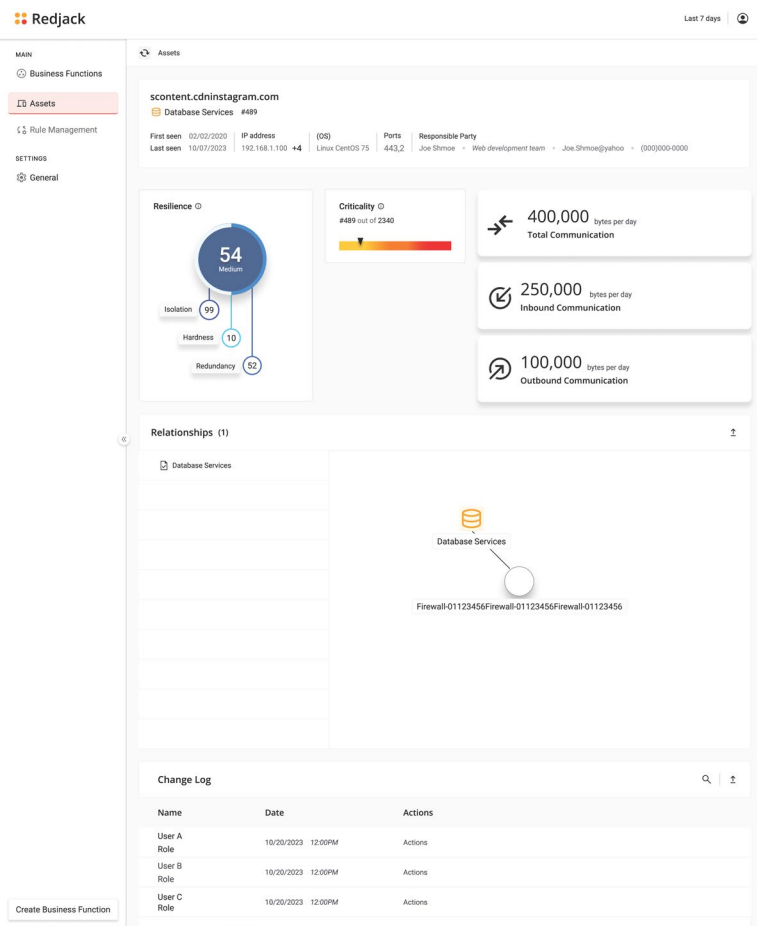 Redjack
Last 7 days
MAIN
Business Functions
Assets
Rule Management
SETTINGS
General
Create Business Function
Assets
scontent.cdninstagram.com
Database Services #489
First seen 02/02/2020 IP address (OS) Ports Responsible Party
Last seen 10/07/2023 192.168.1.100 +4 Linux CentOS 75 443,2 Joe Shmoe Web development team Joe.Shmoe@yahoo (000)000-0000
Resilience
54
Medium
Isolation 99
Hardness 10
Redundancy 52
Criticality
#489 out of 2340
400,000 bytes per day
Total Communication
250,000 bytes per day
Inbound Communication
100,000 bytes per day
Outbound Communication
Relationships (1)
Database Services
Database Services
Firewall-01123456Firewall-01123456Firewall-01123456
Change Log
Name Date Actions
User A
Role
10/20/2023 12:00PM Actions
User B
Role
10/20/2023 12:00PM Actions
User C
Role
10/20/2023 12:00PM Actions